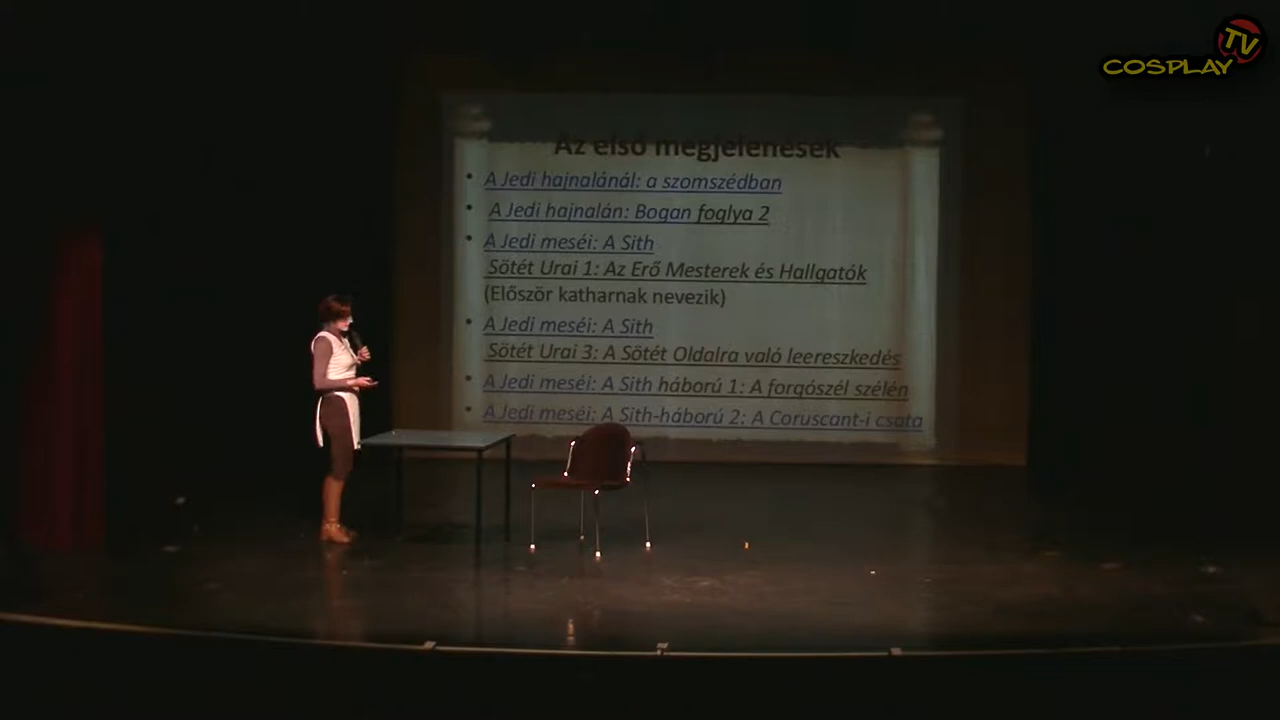 COSPLAY TV
Az első megjelenések
• A Jedi hajnalánál: a szomszédban
• A Jedi hajnalán: Bogan foglya 2
• A Jedi meséi: A Sith
Sötét Urai 1: Az Erő Mesterek és Hallgatók
(Először katharnak nevezik)
• A Jedi meséi: A Sith
Sötét Urai 3: A Sötét Oldalra való leereszkedés
• A Jedi meséi: A Sith háború 1: A forgószél szélén
• A Jedi meséi: A Sith-háború 2: A Coruscant-i csata